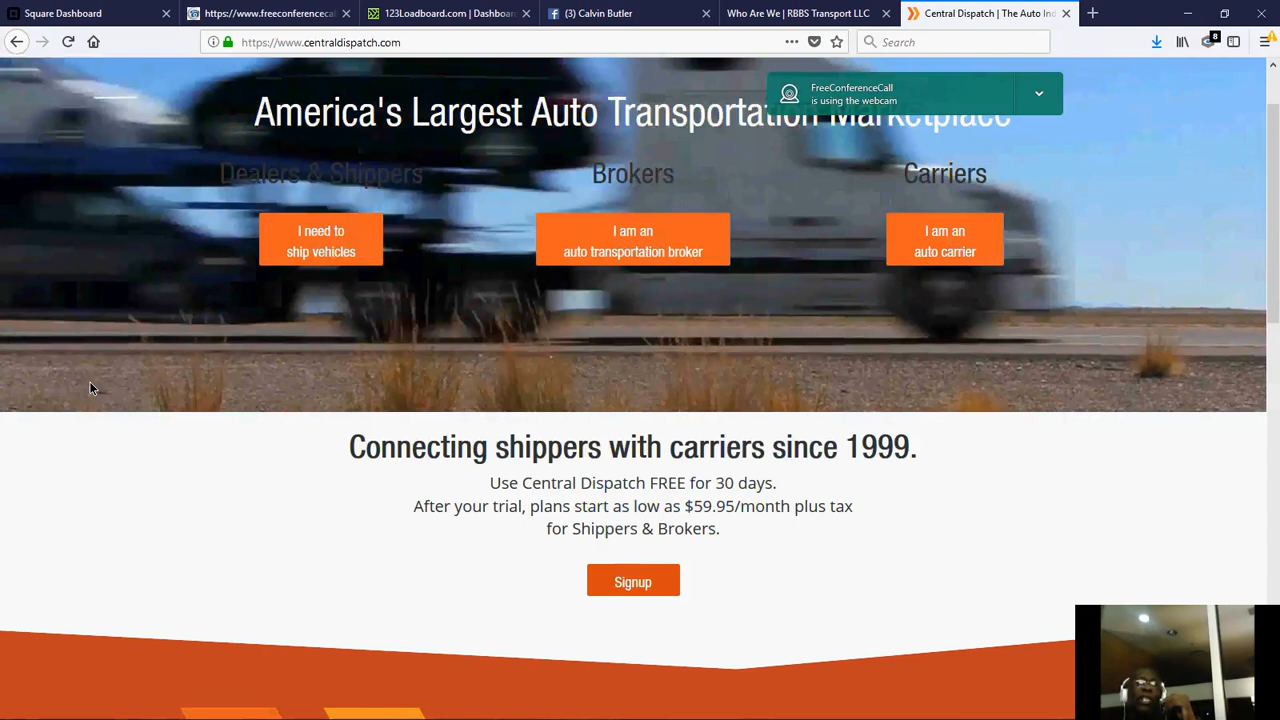 Square Dashboard
https://www.freeconferencecal
123Loadboard.com | Dashboar
(3) Calvin Butler
Who Are We | RBBS Transport LLC
Central Dispatch | The Auto Ind
https://www.centraldispatch.com
Search
8
FreeConferenceCall
is using the webcam
America's Largest Auto Transportation Marketplace
Dealers & Shippers
Brokers
Carriers
I need to
ship vehicles
I am an
auto transportation broker
I am an
auto carrier
Connecting shippers with carriers since 1999.
Use Central Dispatch FREE for 30 days.
After your trial, plans start as low as $59.95/month plus tax
for Shippers & Brokers.
Signup